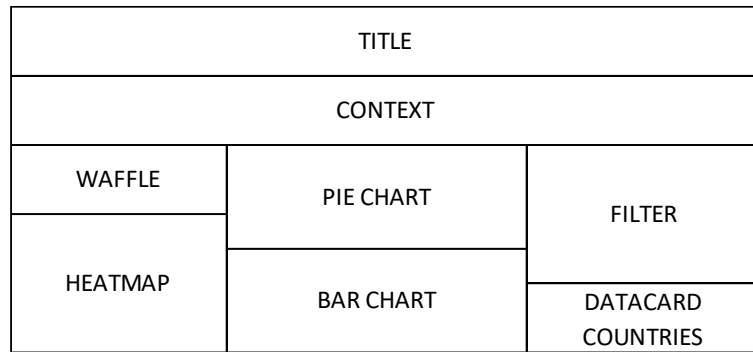 TITLE
CONTEXT
WAFFLE
PIE CHART
FILTER
HEATMAP
BAR CHART
DATACARD
COUNTRIES